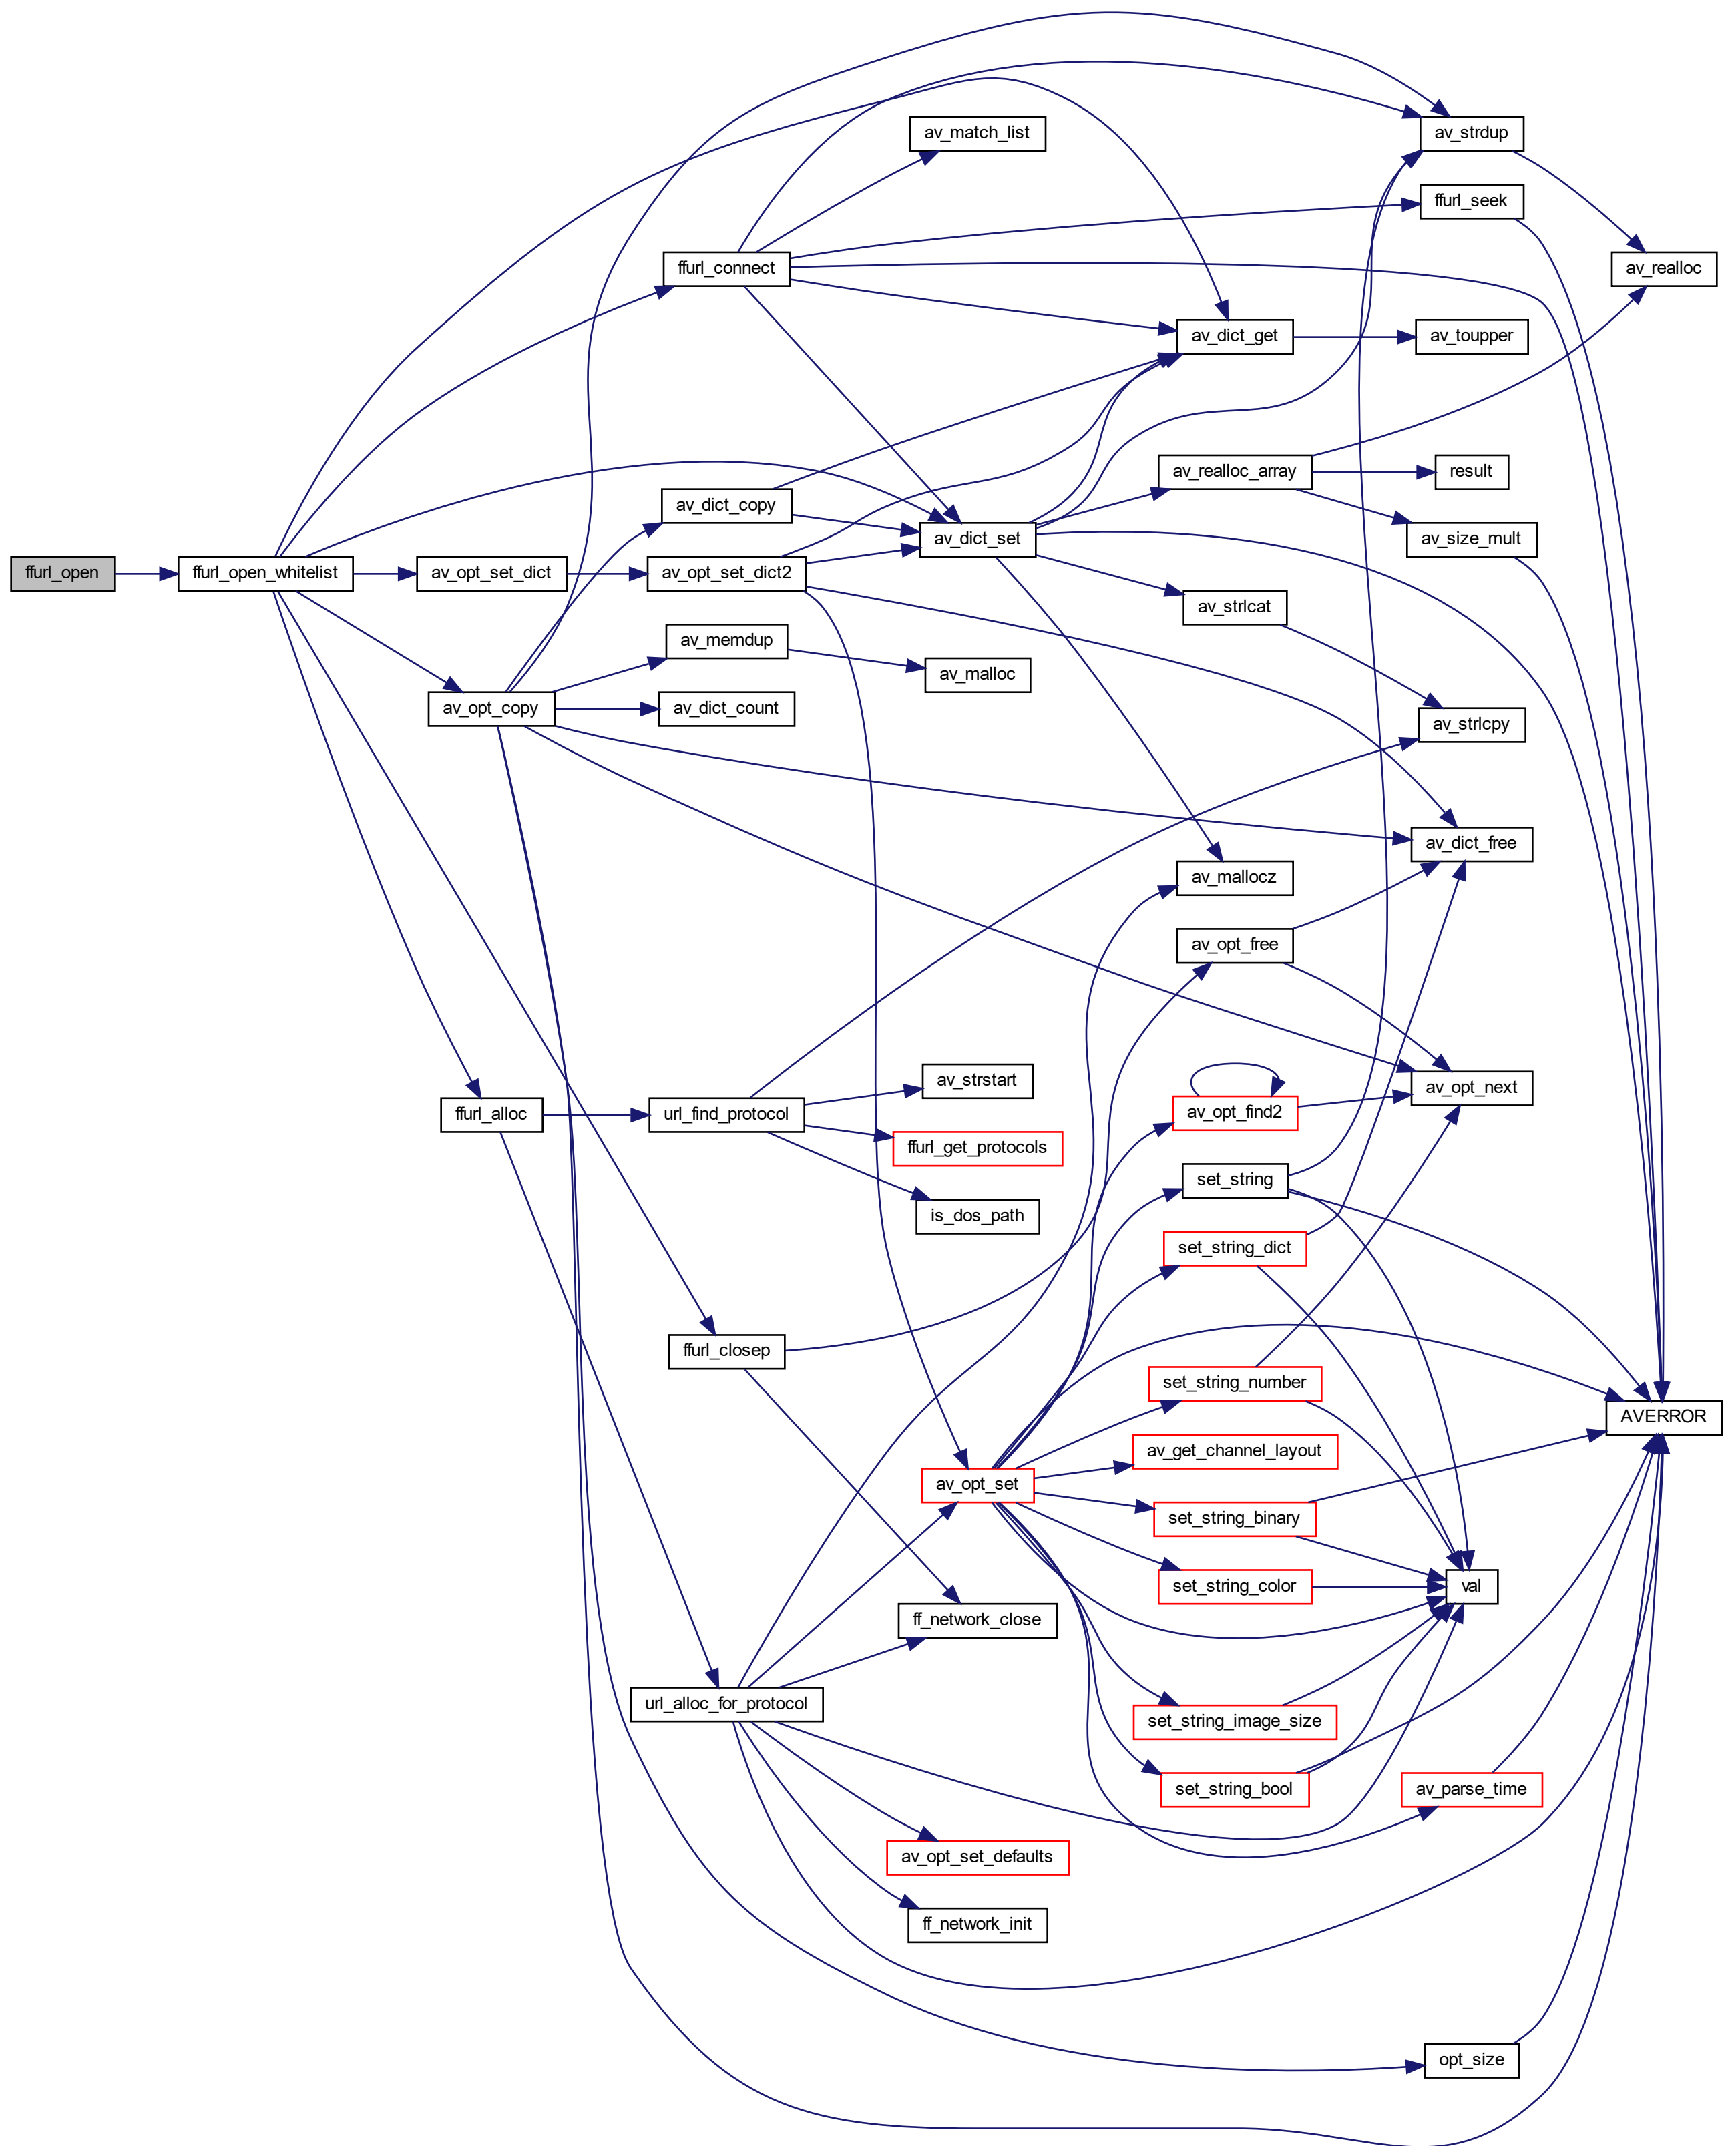 ffurl_open
ffurl_open_whitelist
av_opt_set_dict
av_opt_copy
ffurl_alloc
ffurl_connect
av_dict_copy
av_opt_set_dict2
av_memdup
av_dict_count
url_find_protocol
ffurl_closep
url_alloc_for_protocol
av_match_list
av_dict_set
av_malloc
av_strstart
ffurl_get_protocols
is_dos_path
av_opt_set
ff_network_close
av_opt_set_defaults
ff_network_init
av_dict_get
av_realloc_array
av_strlcat
av_mallocz
av_opt_free
av_opt_find2
set_string
set_string_dict
set_string_number
av_get_channel_layout
set_string_binary
set_string_color
set_string_image_size
set_string_bool
av_strdup
ffurl_seek
av_toupper
result
av_size_mult
av_strlcpy
av_dict_free
av_opt_next
val
av_parse_time
opt_size
av_realloc
AVERROR